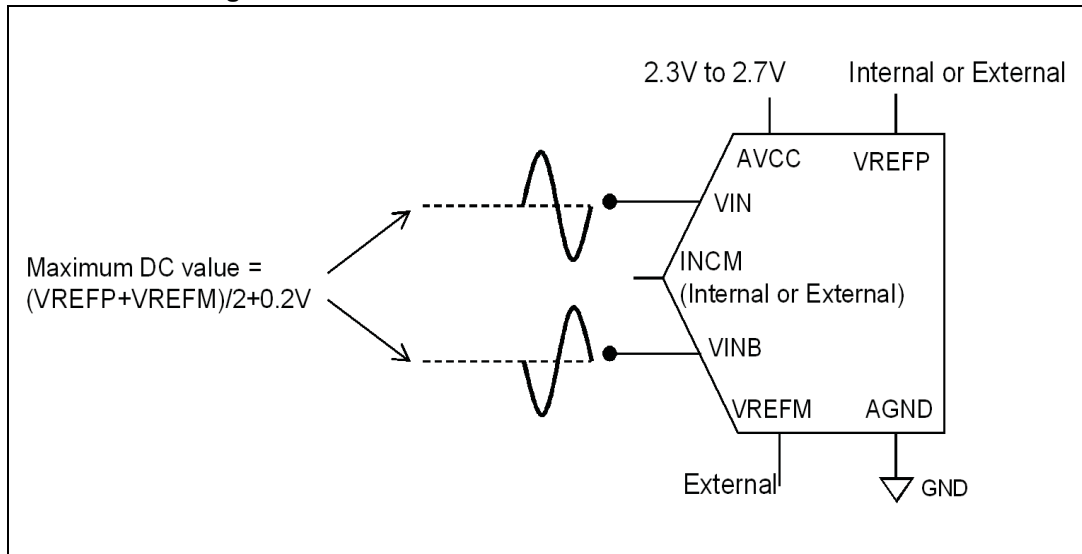 2.3V to 2.7V
Internal or External
AVCC
VREFP
VIN
Maximum DC value =
(VREFP+VREFM)/2+0.2V
INCM
(Internal or External)
VINB
VREFM
AGND
External
GND